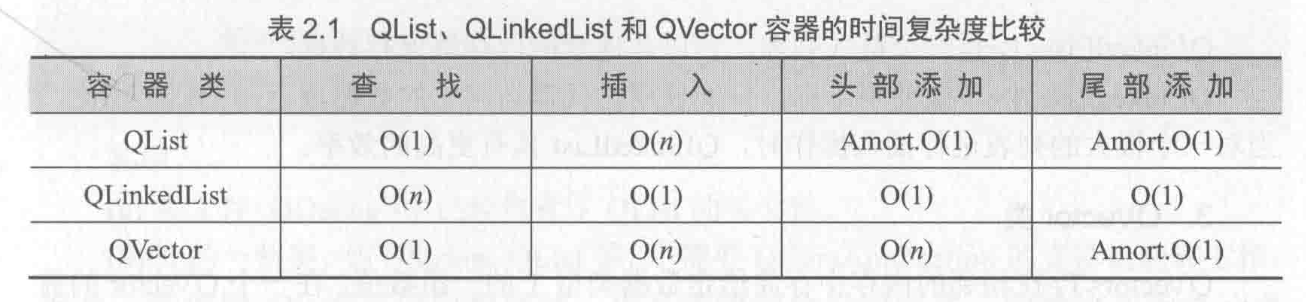 表 2.1 QList、QLinkedList 和 QVector 容器的时间复杂度比较
容器类 查找 插入 头部添加 尾部添加
QList O(1) O(n) Amort.O(1) Amort.O(1)
QLinkedList O(n) O(1) O(1) O(1)
QVector O(1) O(n) O(n) Amort.O(1)